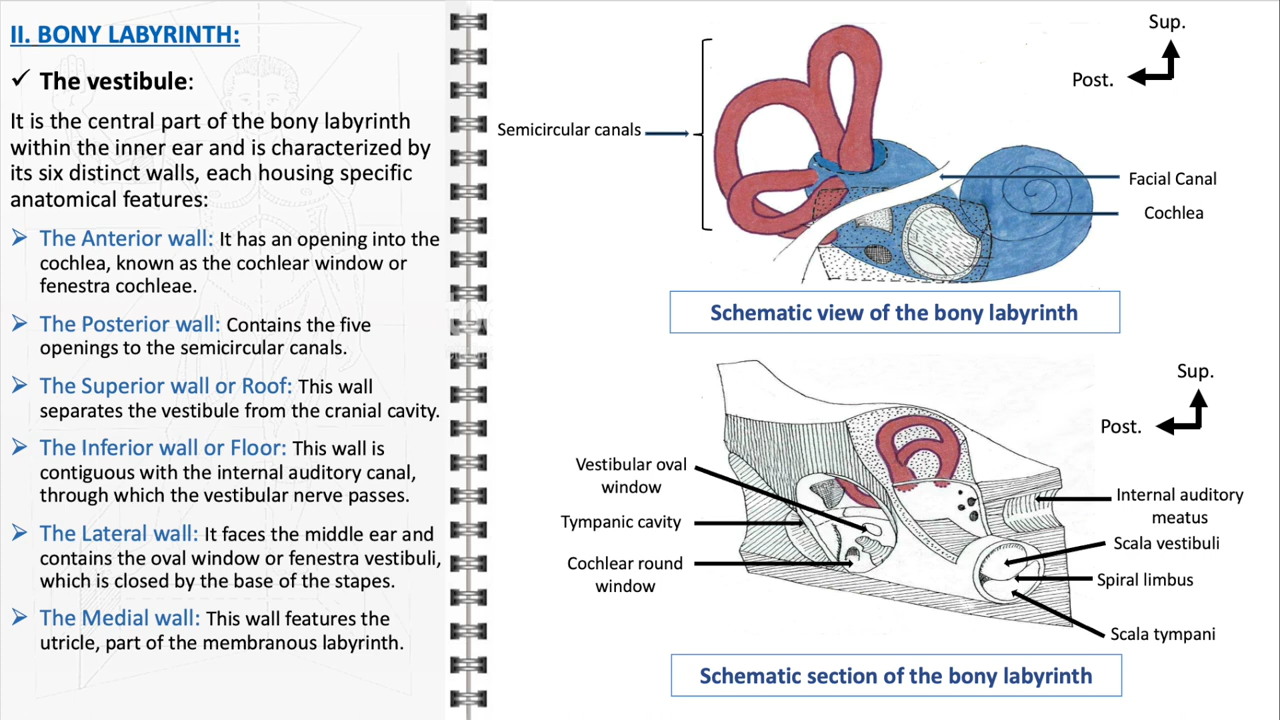 II. BONY LABYRINTH:
✓ The vestibule:
It is the central part of the bony labyrinth
within the inner ear and is characterized by
its six distinct walls, each housing specific
anatomical features:
➢ The Anterior wall: It has an opening into the
cochlea, known as the cochlear window or
fenestra cochleae.
➢ The Posterior wall: Contains the five
openings to the semicircular canals.
➢ The Superior wall or Roof: This wall
separates the vestibule from the cranial cavity.
➢ The Inferior wall or Floor: This wall is
contiguous with the internal auditory canal,
through which the vestibular nerve passes.
➢ The Lateral wall: It faces the middle ear and
contains the oval window or fenestra vestibuli,
which is closed by the base of the stapes.
➢ The Medial wall: This wall features the
utricle, part of the membranous labyrinth.
Sup.
Post.
Semicircular canals
Facial Canal
Cochlea
Schematic view of the bony labyrinth
Sup.
Post.
Vestibular oval
window
Tympanic cavity
Cochlear round
window
Internal auditory
meatus
Scala vestibuli
Spiral limbus
Scala tympani
Schematic section of the bony labyrinth